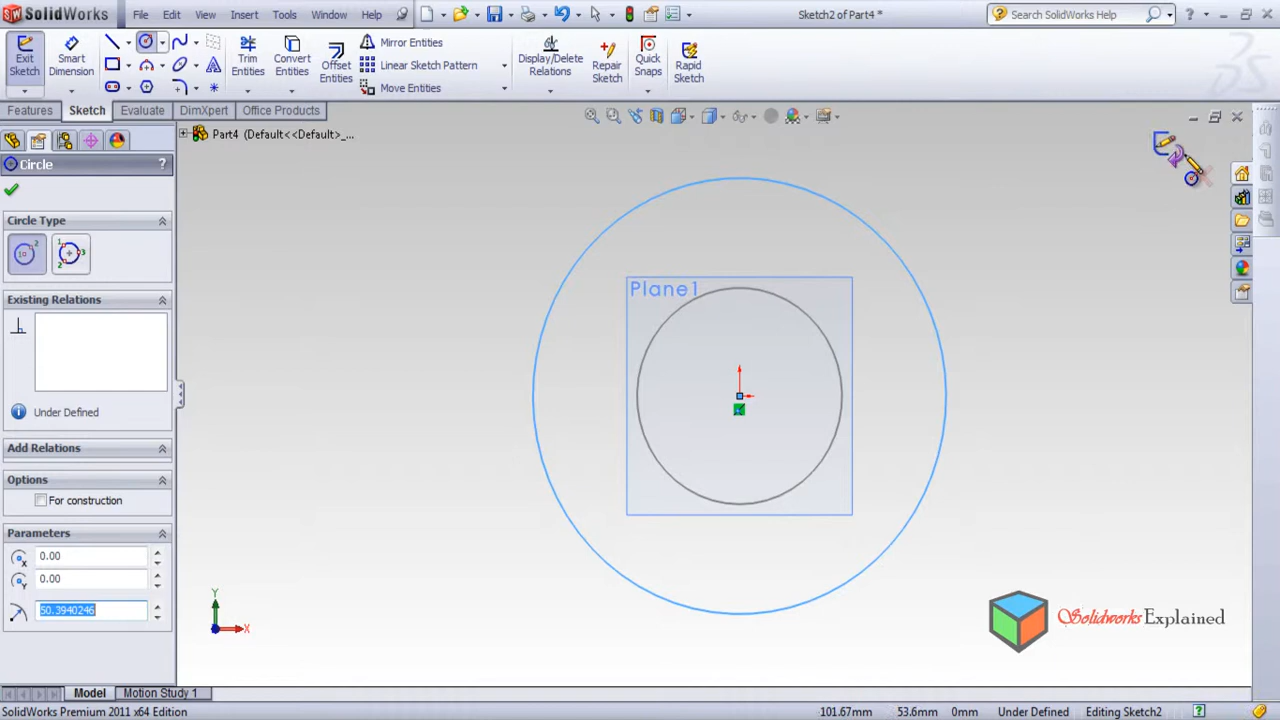 SolidWorks
File Edit View Insert Tools Window Help
Sketch2 of Part4 *
Search SolidWorks Help
?
Exit Sketch
Smart Dimension
Trim Entities
Convert Entities
Offset Entities
Mirror Entities
Linear Sketch Pattern
Move Entities
Display/Delete Relations
Repair Sketch
Quick Snaps
Rapid Sketch
Features Sketch Evaluate DimXpert Office Products
Part4 (Default<<Default>_...
Circle ?
Circle Type
Existing Relations
Under Defined
Add Relations
Options
For construction
Parameters
0.00
0.00
50.3940246
Plane1
Y
X
Solidworks Explained
Model Motion Study 1
SolidWorks Premium 2011 x64 Edition 101.67mm 53.6mm 0mm Under Defined Editing Sketch2 ?